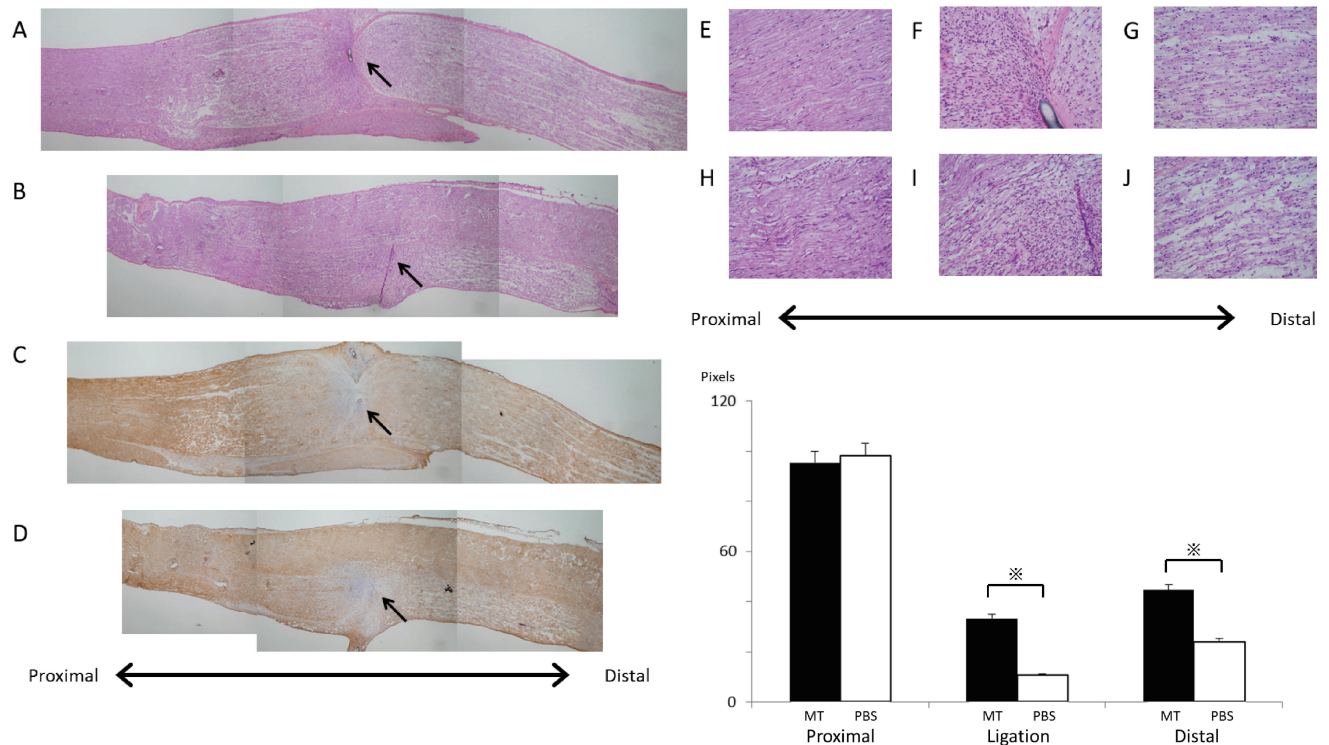 A
B
C
D
Proximal Distal
E F G
H I J
Proximal Distal
Pixels
120
60
0
※
※
MT PBS MT PBS MT PBS
Proximal Ligation Distal